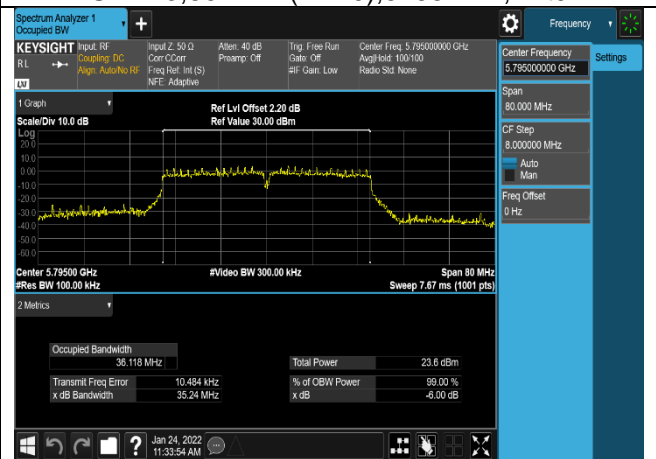 Spectrum Analyzer 1
Occupied BW
+
Frequency
KEYSIGHT Input: RF Input Z: 50 Ω Atten: 40 dB Trig: Free Run Center Freq: 5.795000000 GHz
RL Coupling: DC Corr CCorr Preamp: Off Gate: Off Avg|Hold: 100/100
Align: Auto/No RF Freq Ref: Int (S) #IF Gain: Low Radio Std: None
LXI NFE: Adaptive
Center Frequency
5.795000000 GHz
Settings
Span
80.000 MHz
CF Step
8.000000 MHz
Auto
Man
Freq Offset
0 Hz
1 Graph
Ref Lvl Offset 2.20 dB
Scale/Div 10.0 dB Ref Value 30.00 dBm
Log
20.0
10.0
0.00
-10.0
-20.0
-30.0
-40.0
-50.0
-60.0
Center 5.79500 GHz #Video BW 300.00 kHz Span 80 MHz
#Res BW 100.00 kHz Sweep 7.67 ms (1001 pts)
2 Metrics
Occupied Bandwidth
36.118 MHz Total Power 23.6 dBm
Transmit Freq Error 10.484 kHz % of OBW Power 99.00 %
x dB Bandwidth 35.24 MHz x dB -6.00 dB
?
Jan 24, 2022
11:33:54 AM